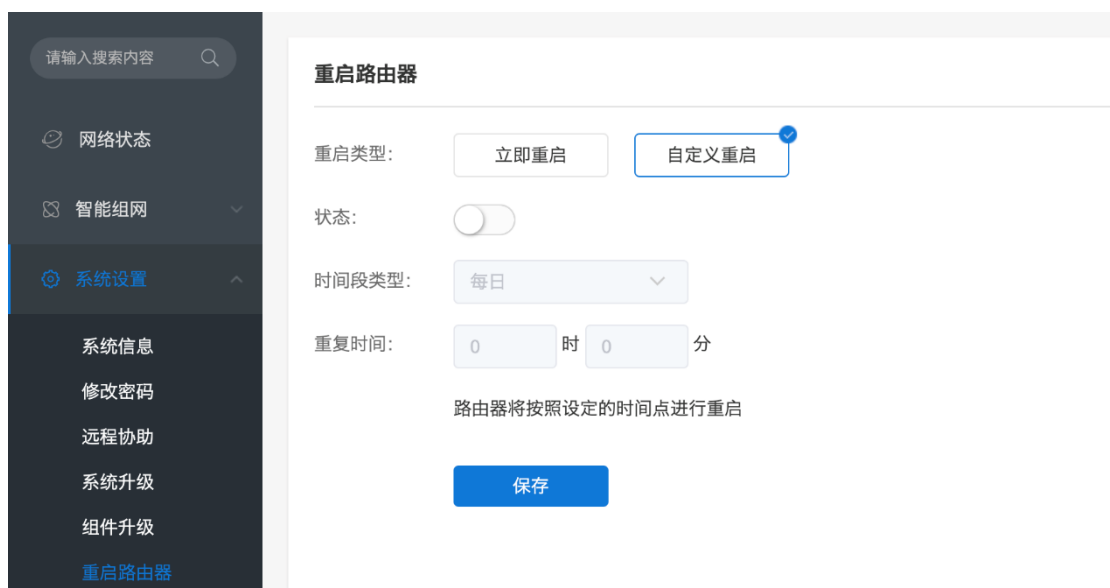 请输入搜索内容
网络状态
智能组网
系统设置
系统信息
修改密码
远程协助
系统升级
组件升级
重启路由器
重启路由器
重启类型: 立即重启 自定义重启
状态:
时间段类型: 每日
重复时间: 0 时 0 分
路由器将按照设定的时间点进行重启
保存